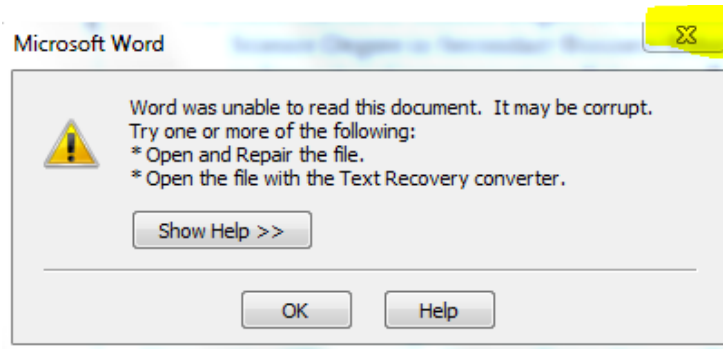 Microsoft Word
Word was unable to read this document.  It may be corrupt.
Try one or more of the following:
* Open and Repair the file.
* Open the file with the Text Recovery converter.
Show Help >>
OK
Help